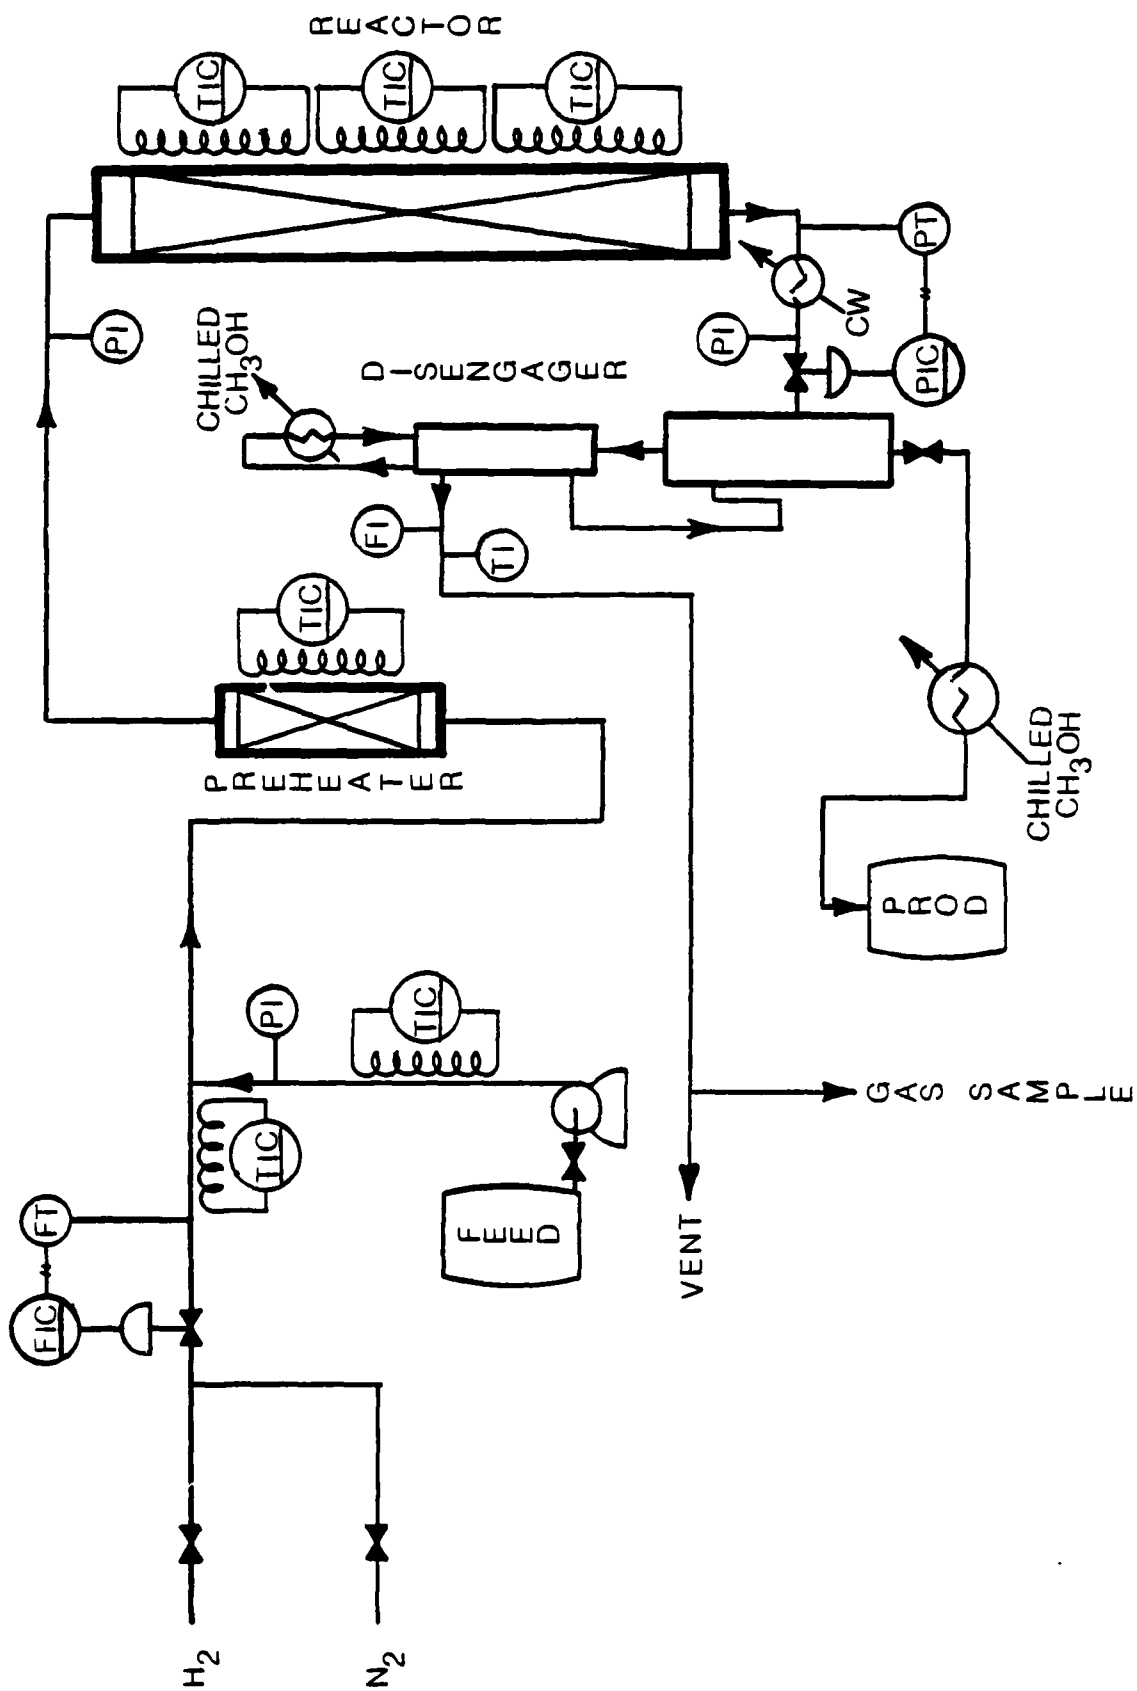 REACTOR
TIC
TIC
TIC
PI
CHILLED
CH3OH
DISENGAGER
PI
CW
PT
PIC
FI
TI
TIC
PREHEATER
CHILLED
CH3OH
PROD
PI
TIC
TIC
FT
FIC
FEED
GAS SAMPLE
VENT
H2
N2